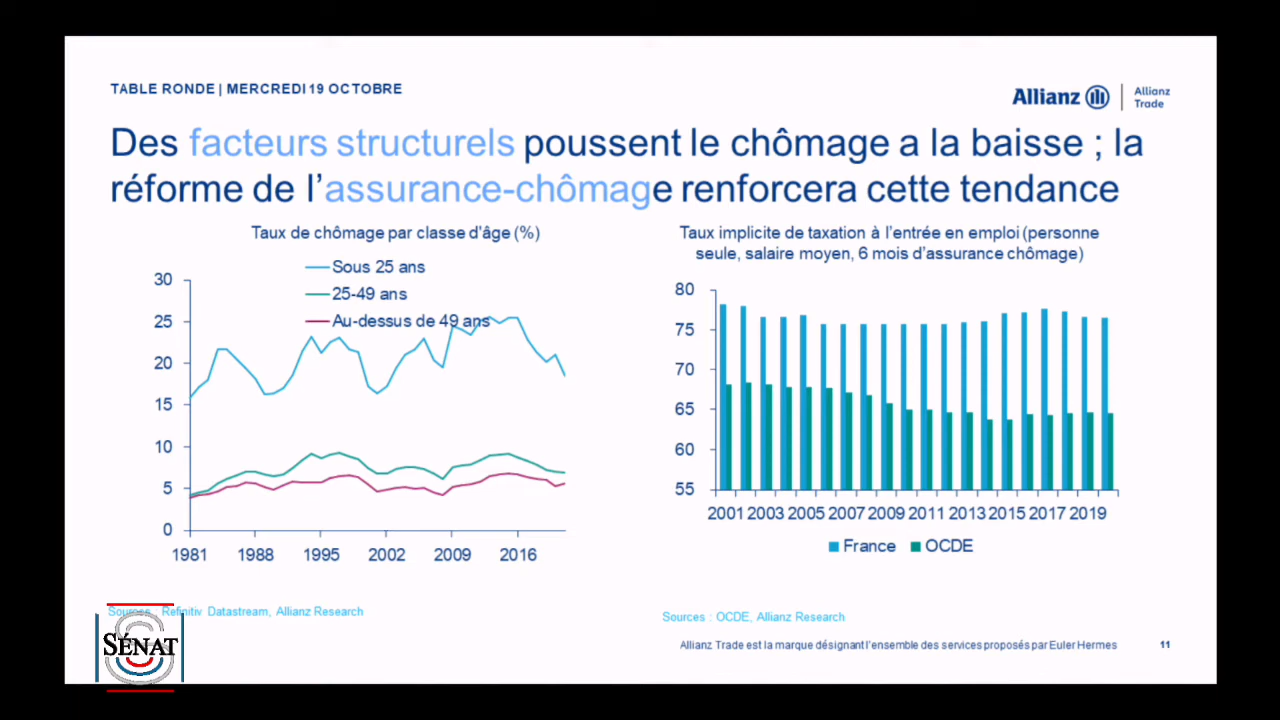 TABLE RONDE | MERCREDI 19 OCTOBRE
Allianz
Allianz
Trade
Des facteurs structurels poussent le chômage a la baisse ; la
réforme de l'assurance-chômage renforcera cette tendance
Taux de chômage par classe d'âge (%)
Sous 25 ans
25-49 ans
Au-dessus de 49 ans
30
25
20
15
10
5
0
1981 1988 1995 2002 2009 2016
Sources, Refinitiv Datastream, Allianz Research
Taux implicite de taxation à l'entrée en emploi (personne
seule, salaire moyen, 6 mois d'assurance chômage)
80
75
70
65
60
55
2001 2003 2005 2007 2009 2011 2013 2015 2017 2019
France OCDE
Sources : OCDE, Allianz Research
Allianz Trade est la marque désignant l'ensemble des services proposés par Euler Hermes
11
SÉNAT